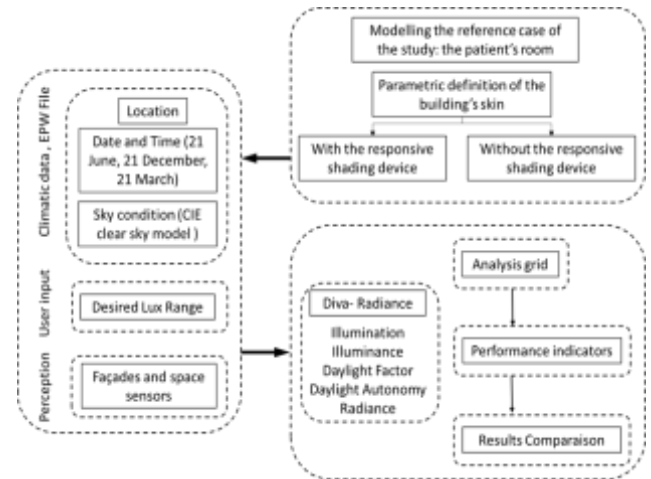 Modelling the reference case of
the study: the patient's room
Parametric definition of the
building's skin
With the responsive
shading device
Without the responsive
shading device
Climatic data , EPW File
Location
Date and Time (21
June, 21 December,
21 March)
Sky condition (CIE
clear sky model )
User input
Desired Lux Range
Perception
Façades and space
sensors
Diva- Radiance
Illumination
Illuminance
Daylight Factor
Daylight Autonomy
Radiance
Analysis grid
Performance indicators
Results Comparaison